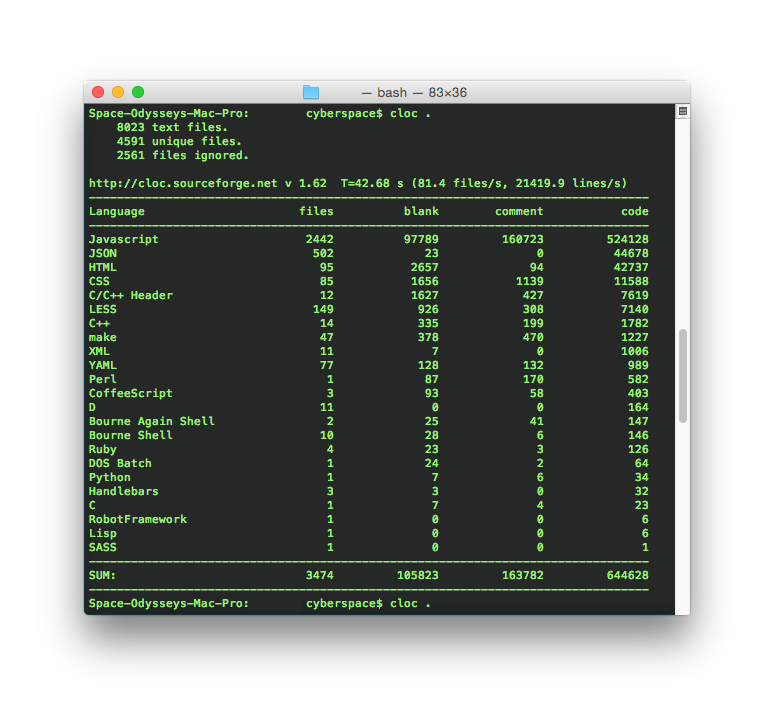 — bash — 83×36
Space-Odysseys-Mac-Pro: cyberspace$ cloc .
8023 text files.
4591 unique files.
2561 files ignored.
http://cloc.sourceforge.net v 1.62 T=42.68 s (81.4 files/s, 21419.9 lines/s)
Language files blank comment code
Javascript 2442 97789 160723 524128
JSON 502 23 0 44678
HTML 95 2657 94 42737
CSS 85 1656 1139 11588
C/C++ Header 12 1627 427 7619
LESS 149 926 308 7140
C++ 14 335 199 1782
make 47 378 470 1227
XML 11 7 0 1006
YAML 77 128 132 989
Perl 1 87 170 582
CoffeeScript 3 93 58 403
D 11 0 0 164
Bourne Again Shell 2 25 41 147
Bourne Shell 10 28 6 146
Ruby 4 23 3 126
DOS Batch 1 24 2 64
Python 1 7 6 34
Handlebars 3 3 0 32
C 1 7 4 23
RobotFramework 1 0 0 6
Lisp 1 0 0 6
SASS 1 0 0 1
SUM: 3474 105823 163782 644628
Space-Odysseys-Mac-Pro: cyberspace$ cloc .